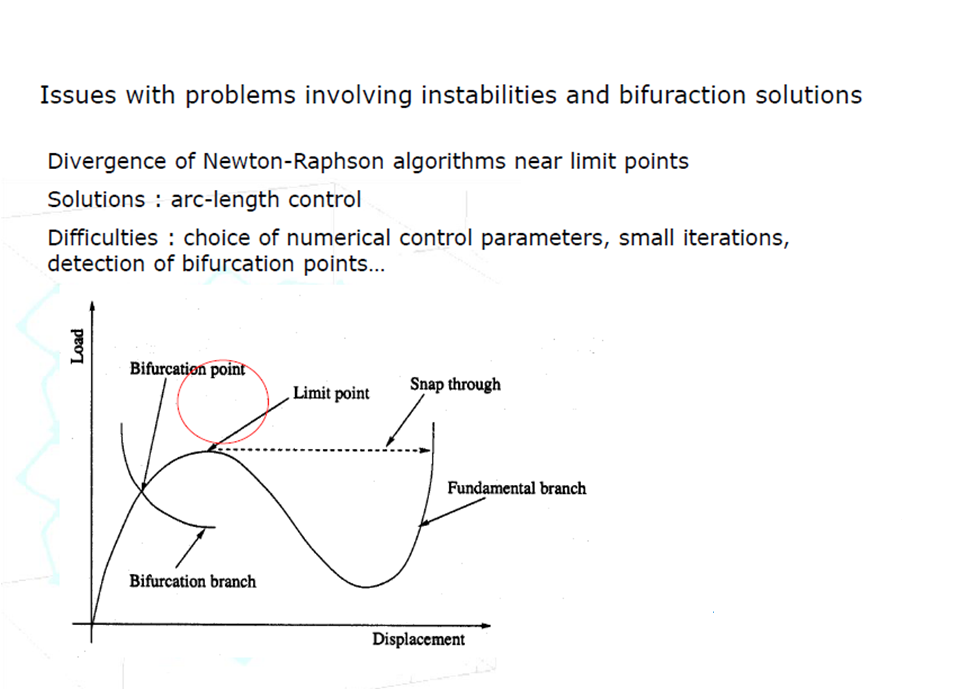 Issues with problems involving instabilities and bifuraction solutions
Divergence of Newton-Raphson algorithms near limit points
Solutions : arc-length control
Difficulties : choice of numerical control parameters, small iterations,
detection of bifurcation points...
Load
Bifurcation point
Limit point
Snap through
Fundamental branch
Bifurcation branch
Displacement